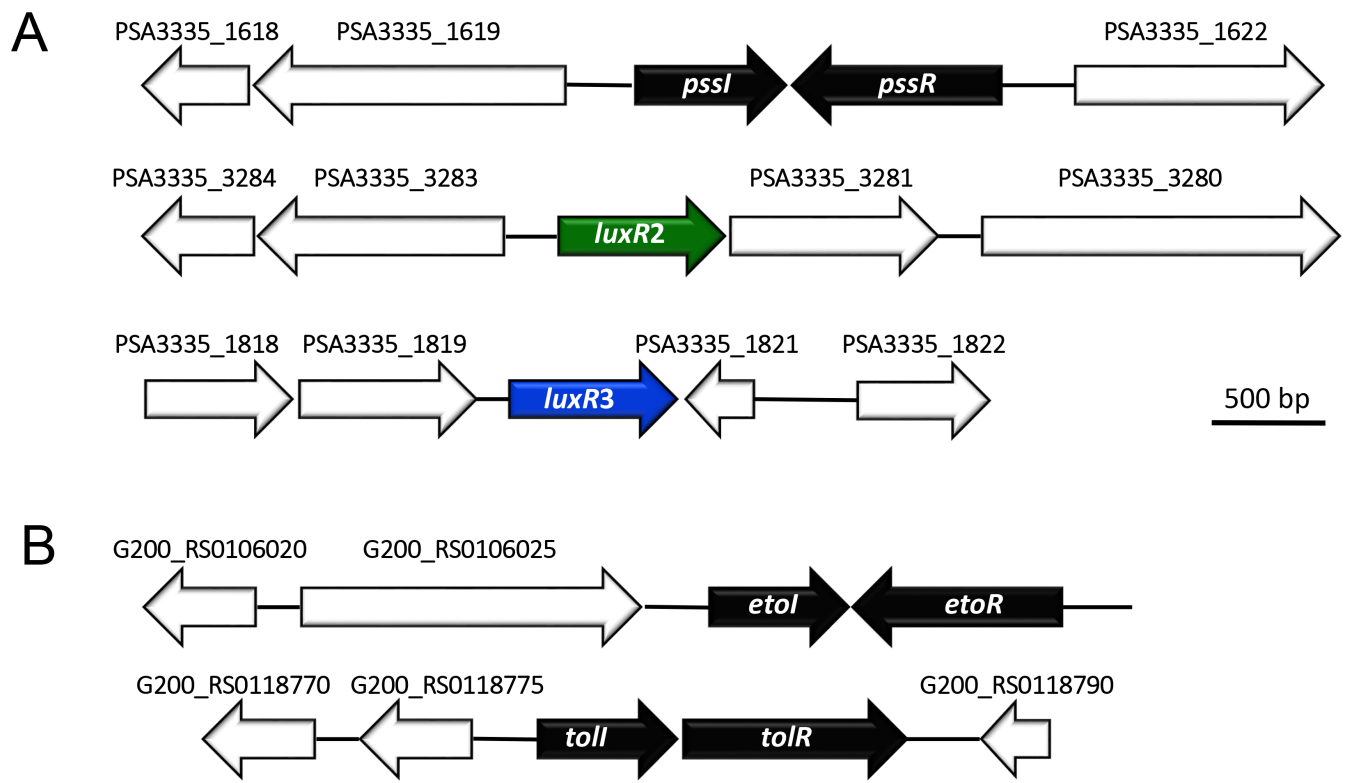 A
PSA3335_1618 PSA3335_1619 PSA3335_1622
pssI pssR
PSA3335_3284 PSA3335_3283 PSA3335_3281 PSA3335_3280
luxR2
PSA3335_1818 PSA3335_1819 PSA3335_1821 PSA3335_1822
luxR3
500 bp
B
G200_RS0106020 G200_RS0106025
etoI etoR
G200_RS0118770 G200_RS0118775 G200_RS0118790
tolI tolR